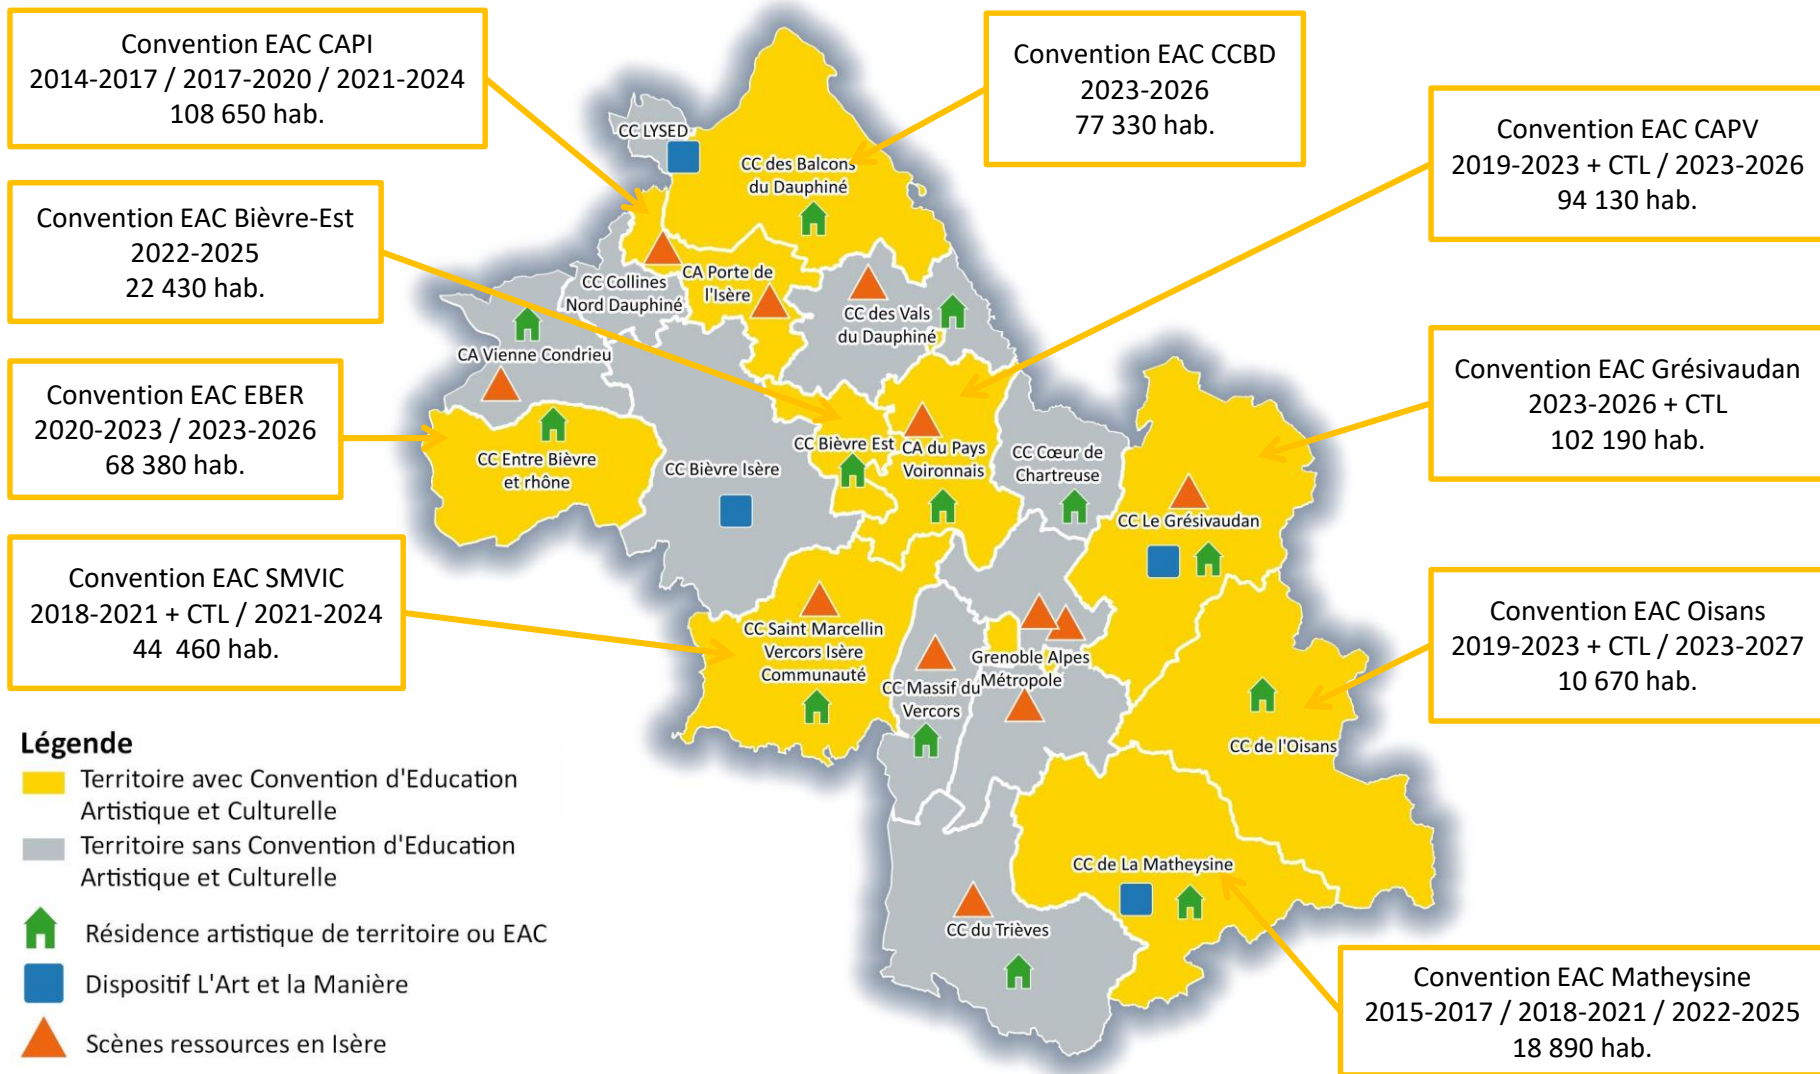 Convention EAC CAPI
2014-2017 / 2017-2020 / 2021-2024
108 650 hab.
Convention EAC CCBD
2023-2026
77 330 hab.
Convention EAC CAPV
2019-2023 + CTL / 2023-2026
94 130 hab.
Convention EAC Bièvre-Est
2022-2025
22 430 hab.
Convention EAC EBER
2020-2023 / 2023-2026
68 380 hab.
Convention EAC Grésivaudan
2023-2026 + CTL
102 190 hab.
Convention EAC SMVIC
2018-2021 + CTL / 2021-2024
44 460 hab.
Convention EAC Oisans
2019-2023 + CTL / 2023-2027
10 670 hab.
Convention EAC Matheysine
2015-2017 / 2018-2021 / 2022-2025
18 890 hab.
CC LYSED
CC des Balcons
du Dauphiné
CC Collines
Nord Dauphiné
CA Porte de
l'Isère
CC des Vals
du Dauphiné
CA Vienne Condrieu
CC Entre Bièvre
et rhône
CC Bièvre Isère
CC Bièvre Est
CA du Pays
Voironnais
CC Cœur de
Chartreuse
CC Le Grésivaudan
CC Saint Marcellin
Vercors Isère
Communauté
CC Massif du
Vercors
Grenoble Alpes
Métropole
CC de l'Oisans
CC de La Matheysine
CC du Trièves
Légende
Territoire avec Convention d'Education
Artistique et Culturelle
Territoire sans Convention d'Education
Artistique et Culturelle
Résidence artistique de territoire ou EAC
Dispositif L'Art et la Manière
Scènes ressources en Isère